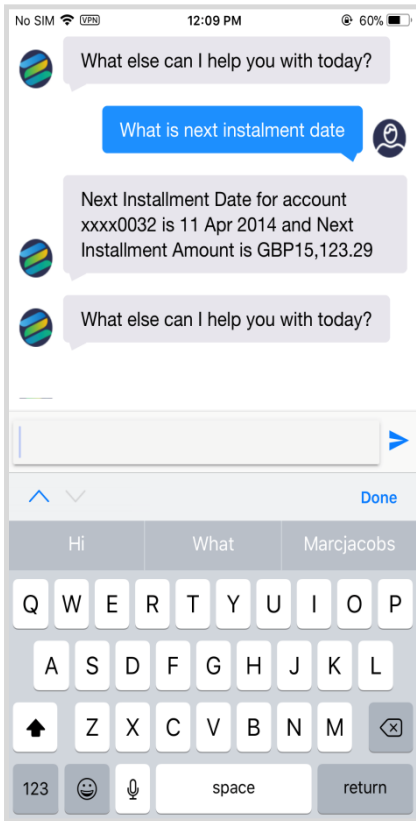 No SIM VPN 12:09 PM 60%
What else can I help you with today?
What is next instalment date
Next Installment Date for account
xxxx0032 is 11 Apr 2014 and Next
Installment Amount is GBP15,123.29
What else can I help you with today?
Done
Hi What Marcjacobs
Q W E R T Y U I O P
A S D F G H J K L
Z X C V B N M
123 space return